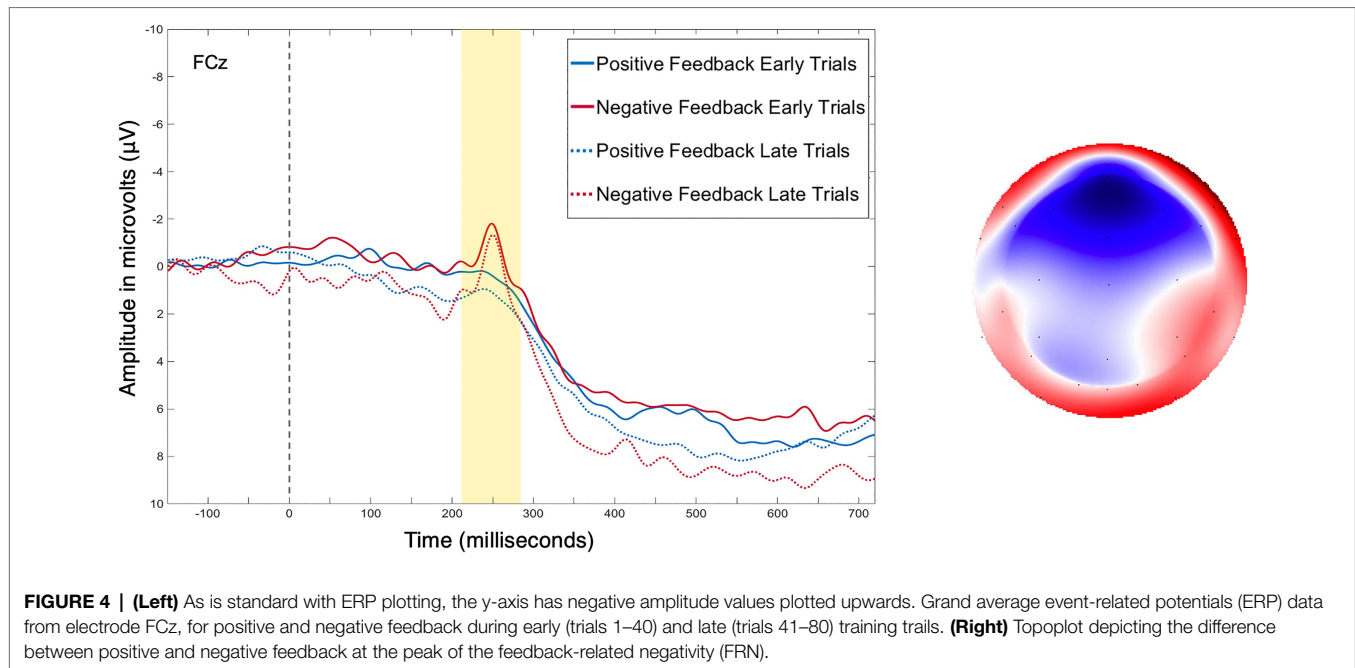 FCz
Positive Feedback Early Trials
Negative Feedback Early Trials
Positive Feedback Late Trials
Negative Feedback Late Trials
Amplitude in microvolts (µV)
-10
-8
-6
-4
-2
0
2
4
6
8
10
-100 0 100 200 300 400 500 600 700
Time (milliseconds)
FIGURE 4 | (Left) As is standard with ERP plotting, the y-axis has negative amplitude values plotted upwards. Grand average event-related potentials (ERP) data
from electrode FCz, for positive and negative feedback during early (trials 1–40) and late (trials 41–80) training trails. (Right) Topoplot depicting the difference
between positive and negative feedback at the peak of the feedback-related negativity (FRN).